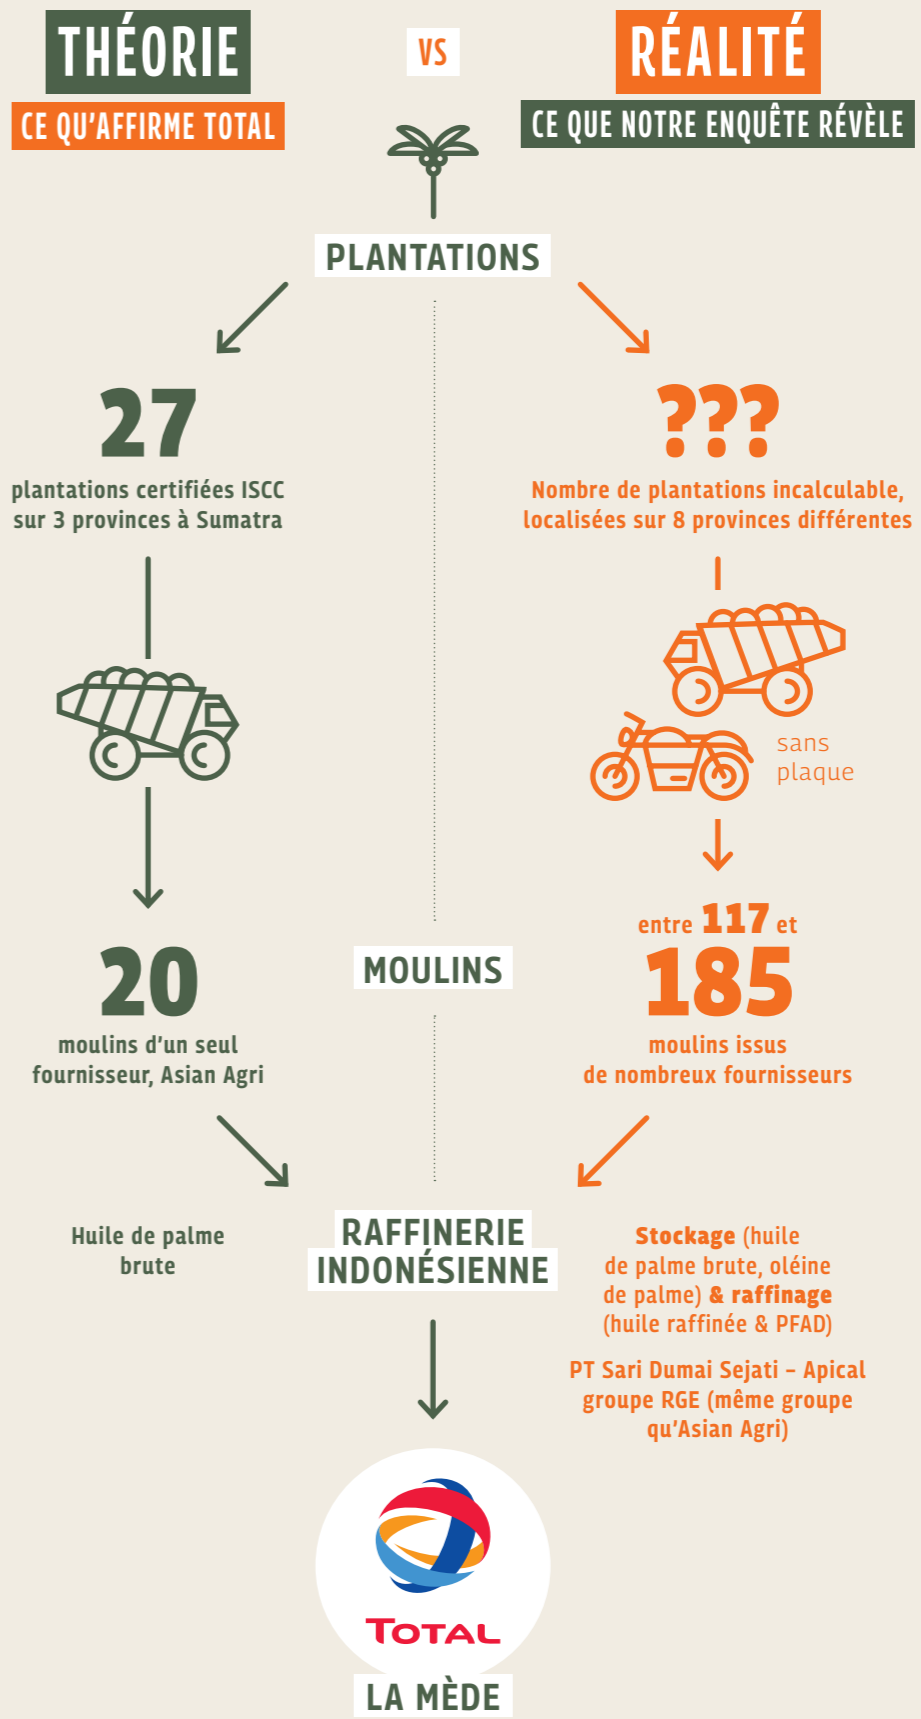 THÉORIE
VS
RÉALITÉ
CE QU'AFFIRME TOTAL
CE QUE NOTRE ENQUÊTE RÉVÈLE
PLANTATIONS
27
plantations certifiées ISCC
sur 3 provinces à Sumatra
???
Nombre de plantations incalculable,
localisées sur 8 provinces différentes
sans
plaque
MOULINS
20
moulins d'un seul
fournisseur, Asian Agri
entre 117 et
185
moulins issus
de nombreux fournisseurs
Huile de palme
brute
RAFFINERIE
INDONÉSIENNE
Stockage (huile
de palme brute, oléine
de palme) & raffinage
(huile raffinée & PFAD)
PT Sari Dumai Sejati – Apical
groupe RGE (même groupe
qu'Asian Agri)
TOTAL
LA MÈDE